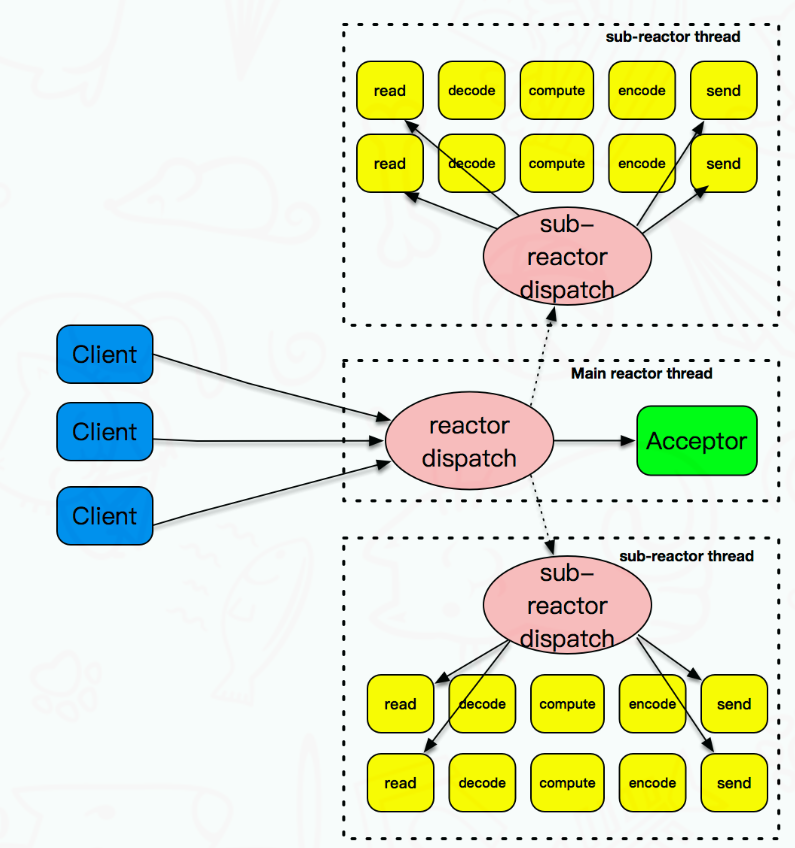 sub-reactor thread
read
decode
compute
encode
send
read
decode
compute
encode
send
sub-
reactor
dispatch
Client
Client
Client
Main reactor thread
reactor
dispatch
Acceptor
sub-reactor thread
sub-
reactor
dispatch
read
decode
compute
encode
send
read
decode
compute
encode
send